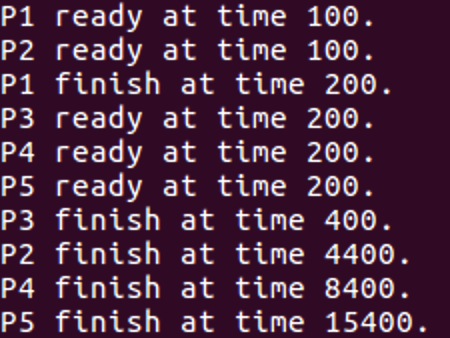 P1 ready at time 100.
P2 ready at time 100.
P1 finish at time 200.
P3 ready at time 200.
P4 ready at time 200.
P5 ready at time 200.
P3 finish at time 400.
P2 finish at time 4400.
P4 finish at time 8400.
P5 finish at time 15400.